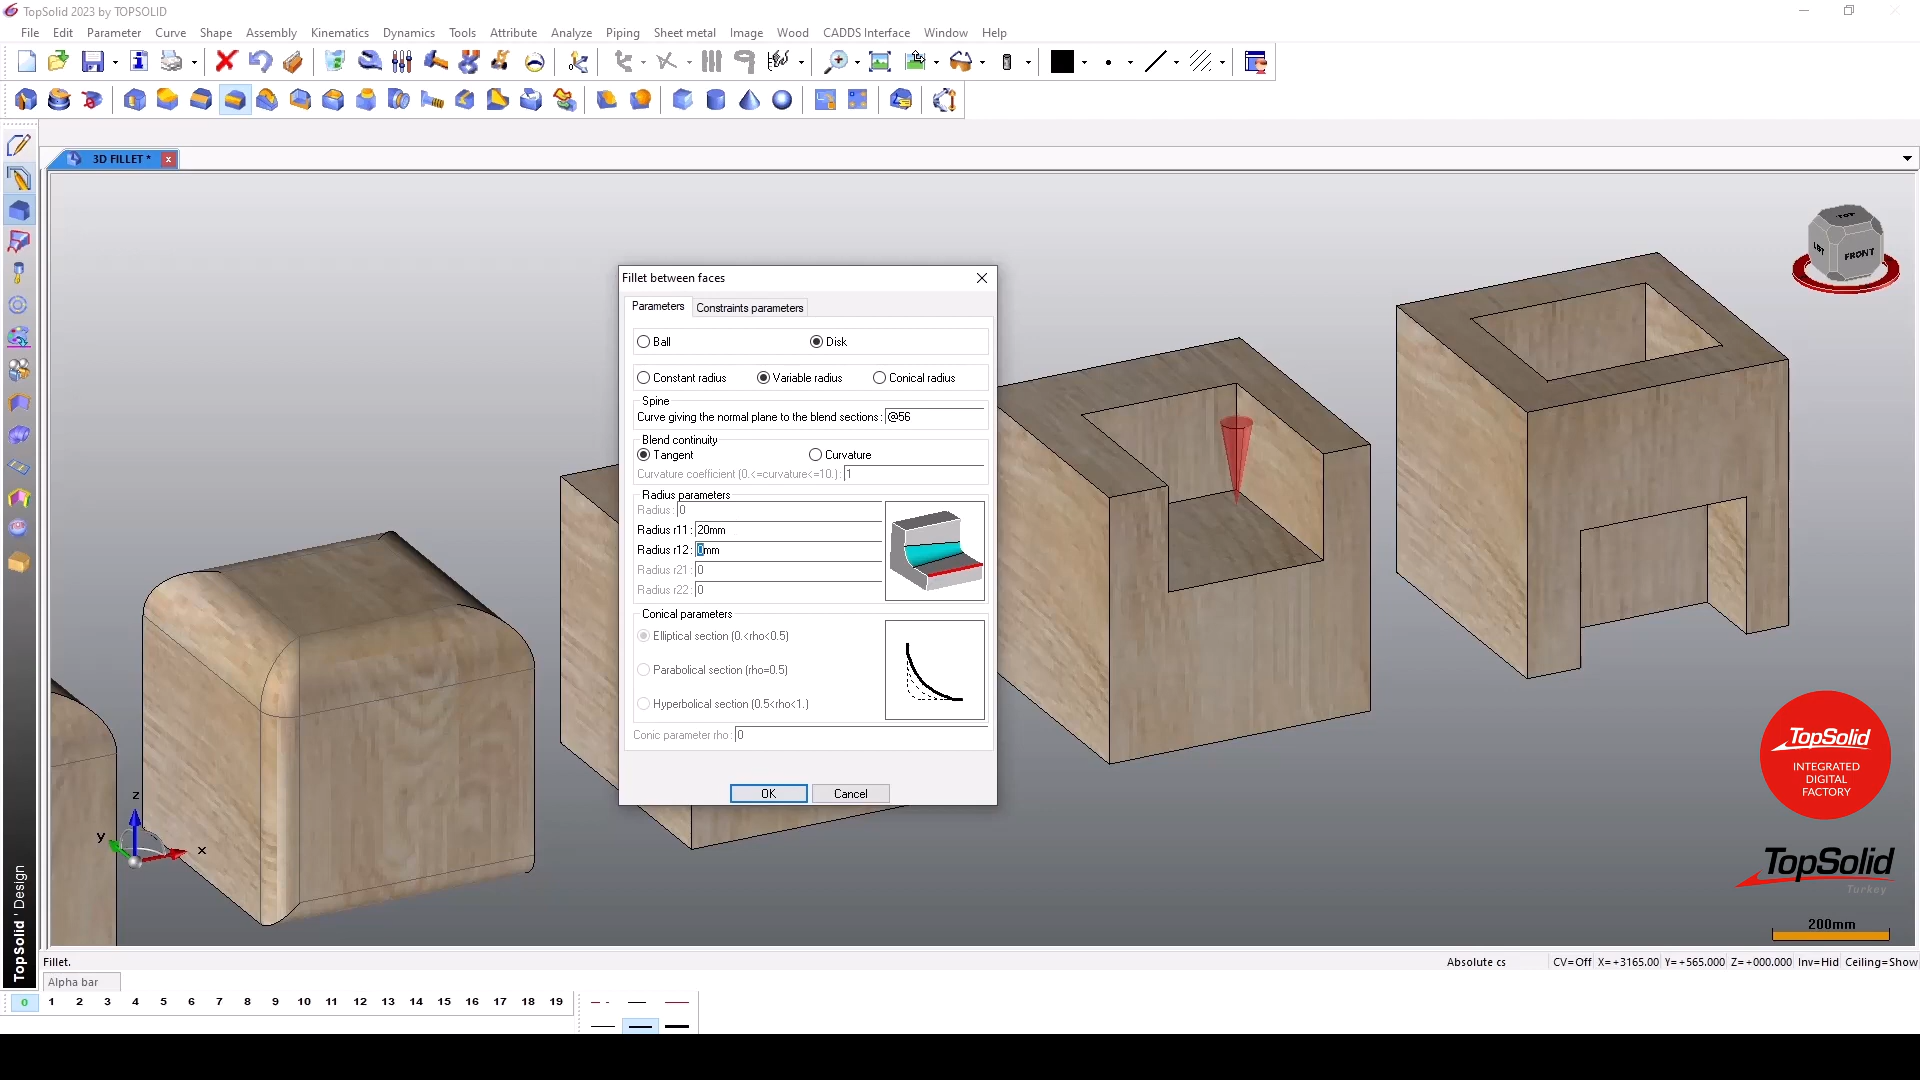 TopSolid 2023 by TOPSOLID
File Edit Parameter Curve Shape Assembly Kinematics Dynamics Tools Attribute Analyze Piping Sheet metal Image Wood CADDS Interface Window Help
3D FILLET *
TOP
LEFT FRONT
Fillet between faces
Parameters Constraints parameters
Ball Disk
Constant radius Variable radius Conical radius
Spine
Curve giving the normal plane to the blend sections : @56
Blend continuity
Tangent Curvature
Curvature coefficient (0.<=curvature<=10.) : 1
Radius parameters
Radius : 0
Radius r11 : 20mm
Radius r12 : 0mm
Radius r21 : 0
Radius r22 : 0
Conical parameters
Elliptical section (0.<rho<0.5)
Parabolical section (rho=0.5)
Hyperbolical section (0.5<rho<1.)
Conic parameter rho : 0
OK Cancel
TopSolid
INTEGRATED
DIGITAL
FACTORY
TopSolid
Turkey
200mm
z
y
x
TopSolid ' Design
Fillet.
Absolute cs CV=Off X=+3165.00 Y=+565.000 Z=+000.000 Inv=Hid Ceiling=Show
Alpha bar
0 1 2 3 4 5 6 7 8 9 10 11 12 13 14 15 16 17 18 19